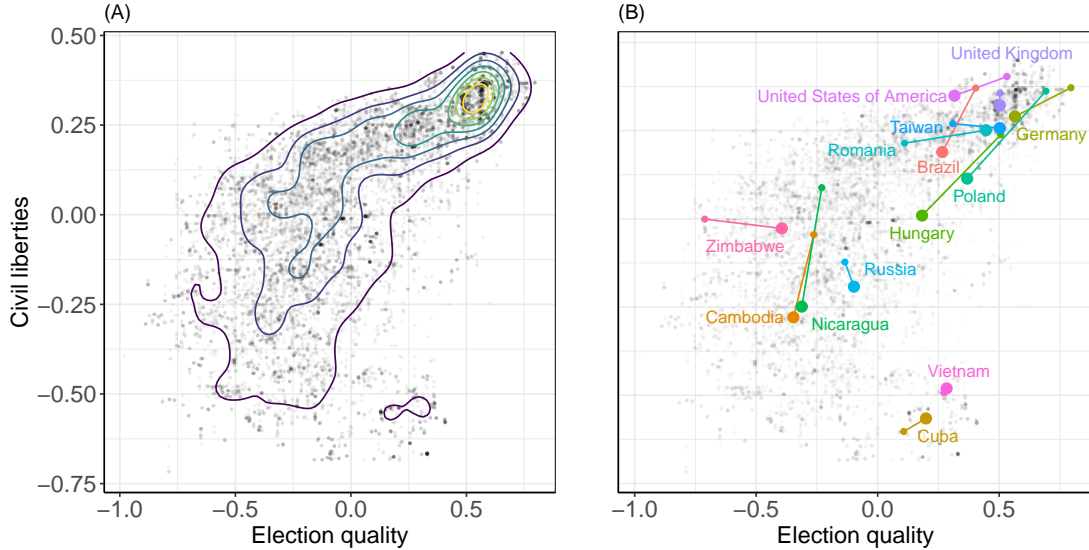 (A)
(B)
0.50
0.25
0.00
−0.25
−0.50
−0.75
Civil liberties
−1.0
−0.5
0.0
0.5
Election quality
United Kingdom
United States of America
Taiwan
Germany
Romania
Brazil
Poland
Hungary
Zimbabwe
Russia
Cambodia
Nicaragua
Vietnam
Cuba
−1.0
−0.5
0.0
0.5
Election quality